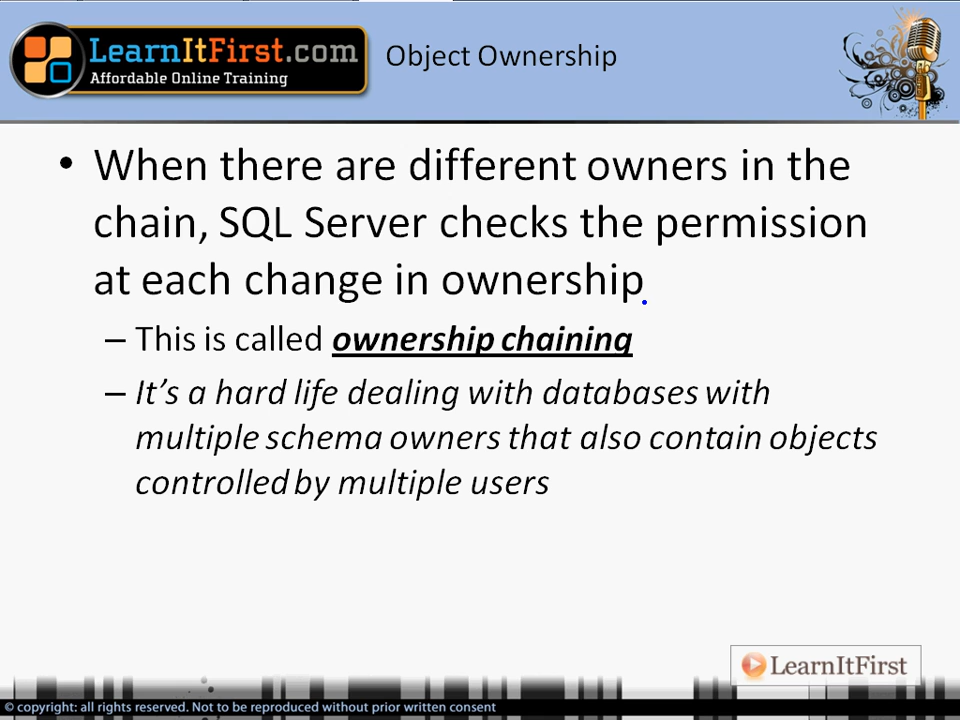 LearnItFirst.com
Affordable Online Training
Object Ownership
• When there are different owners in the
chain, SQL Server checks the permission
at each change in ownership.
– This is called ownership chaining
– It's a hard life dealing with databases with
multiple schema owners that also contain objects
controlled by multiple users
LearnItFirst
© copyright: all rights reserved. Not to be reproduced without prior written consent